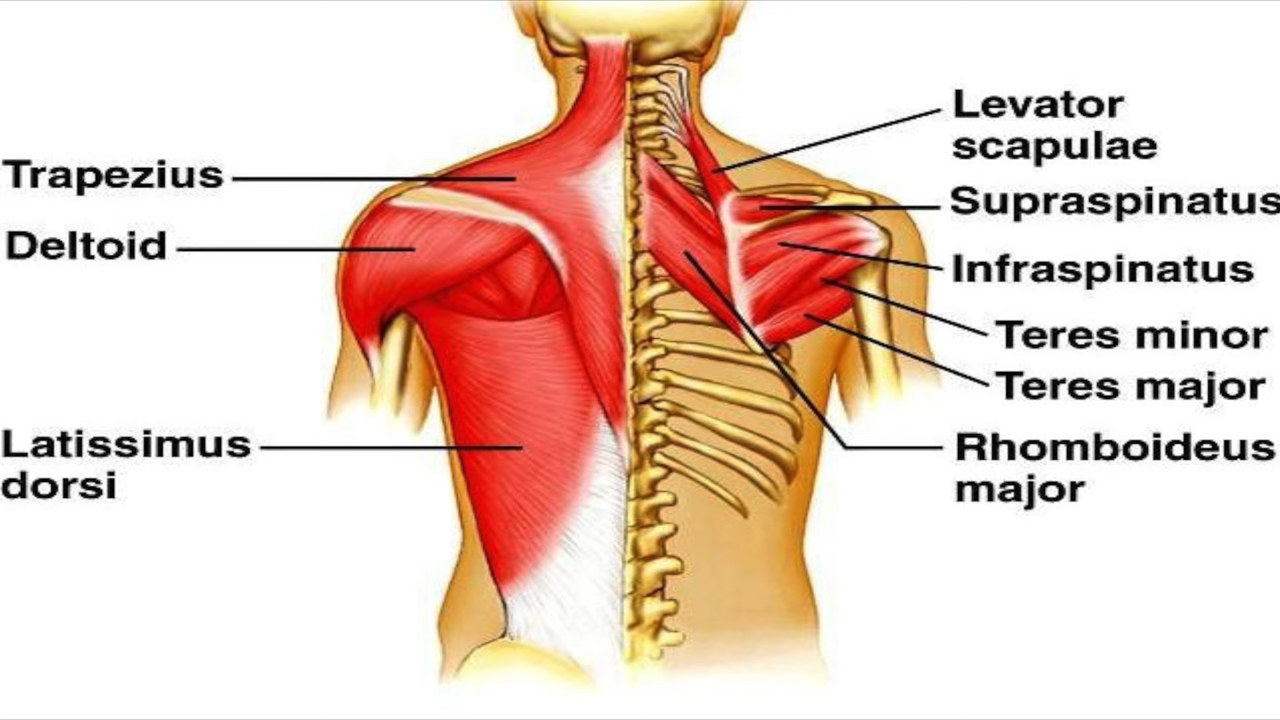 Trapezius
Deltoid
Latissimus
dorsi
Levator
scapulae
Supraspinatus
Infraspinatus
Teres minor
Teres major
Rhomboideus
major